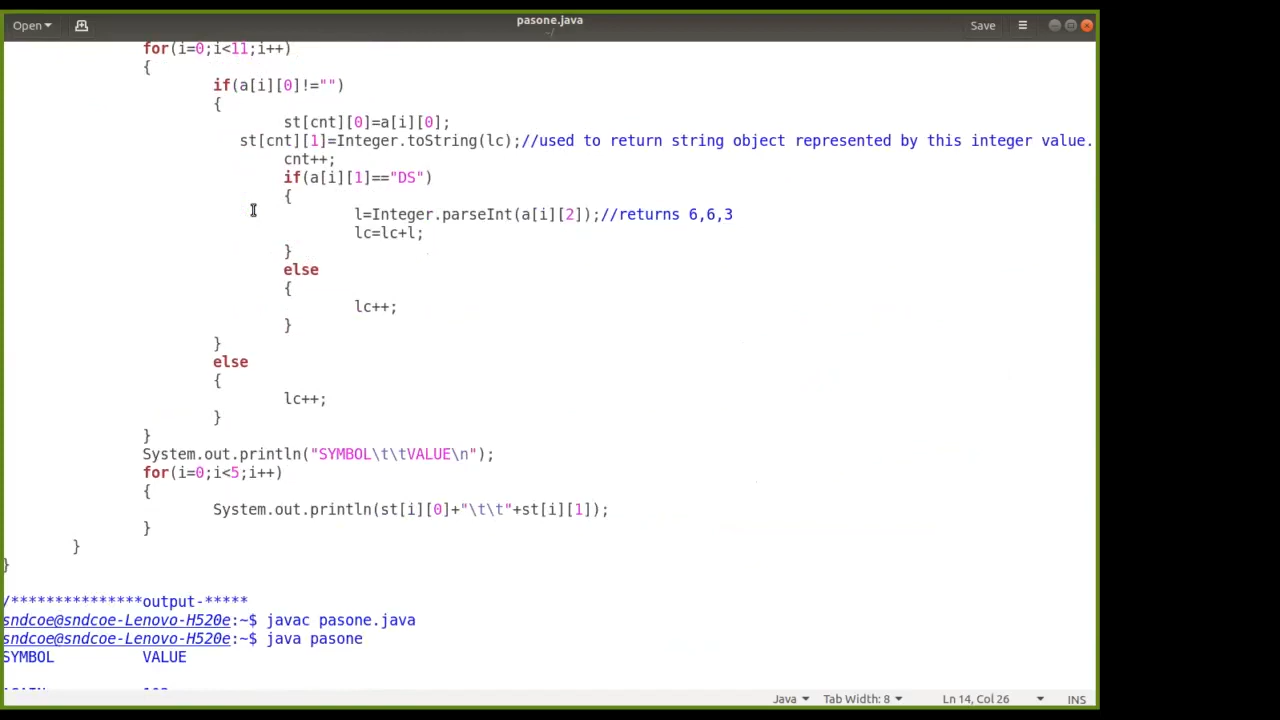 Open
pasone.java
~/
Save
for(i=0;i<11;i++)
{
if(a[i][0]!="")
{
st[cnt][0]=a[i][0];
st[cnt][1]=Integer.toString(lc);//used to return string object represented by this integer value.
cnt++;
if(a[i][1]=="DS")
{
l=Integer.parseInt(a[i][2]);//returns 6,6,3
lc=lc+l;
}
else
{
lc++;
}
}
else
{
lc++;
}
}
System.out.println("SYMBOL\t\tVALUE\n");
for(i=0;i<5;i++)
{
System.out.println(st[i][0]+"\t\t"+st[i][1]);
}
}
}
/***************output-*****
sndcoe@sndcoe-Lenovo-H520e:~$ javac pasone.java
sndcoe@sndcoe-Lenovo-H520e:~$ java pasone
SYMBOL VALUE
Java Tab Width: 8 Ln 14, Col 26 INS